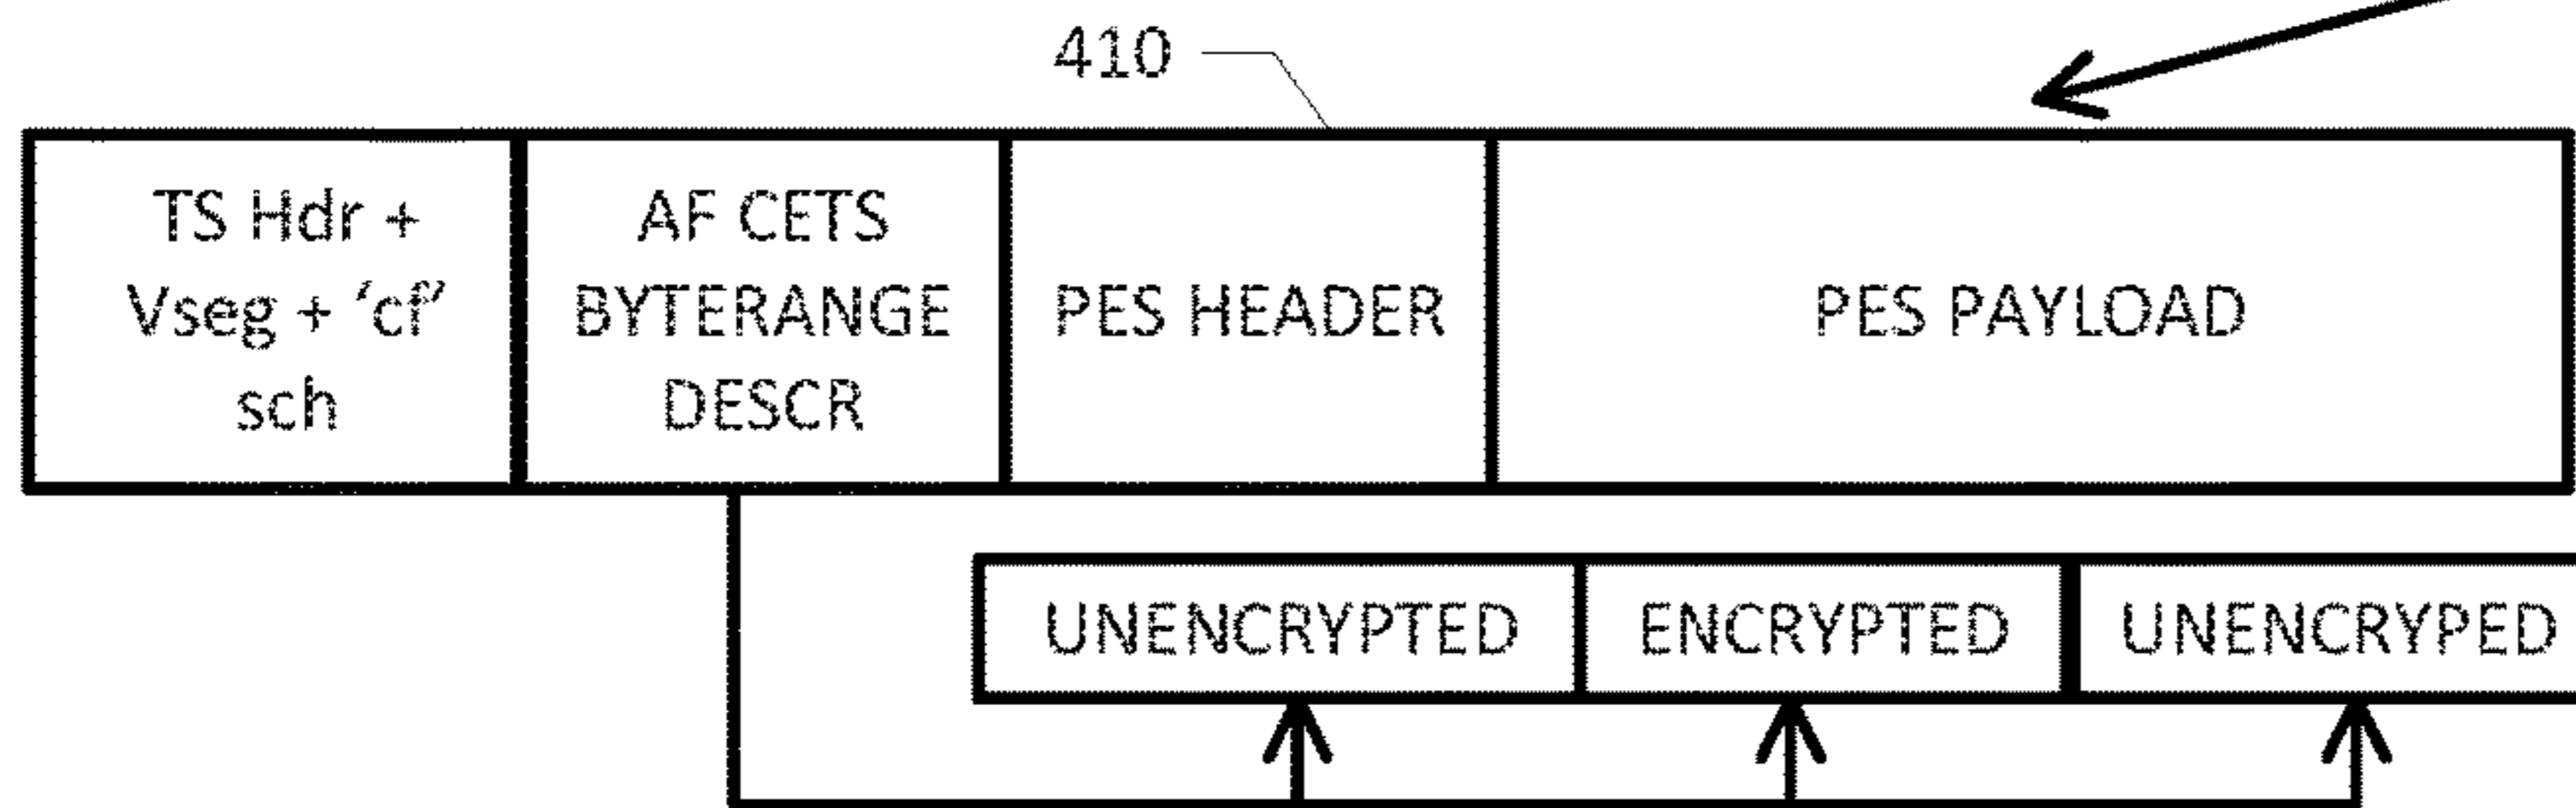 410
TS Hdr +
Vseg + ‘cf’
sch
AF CETS
BYTERANGE
DESCR
PES HEADER
PES PAYLOAD
UNENCRYPTED
ENCRYPTED
UNENCRYPED